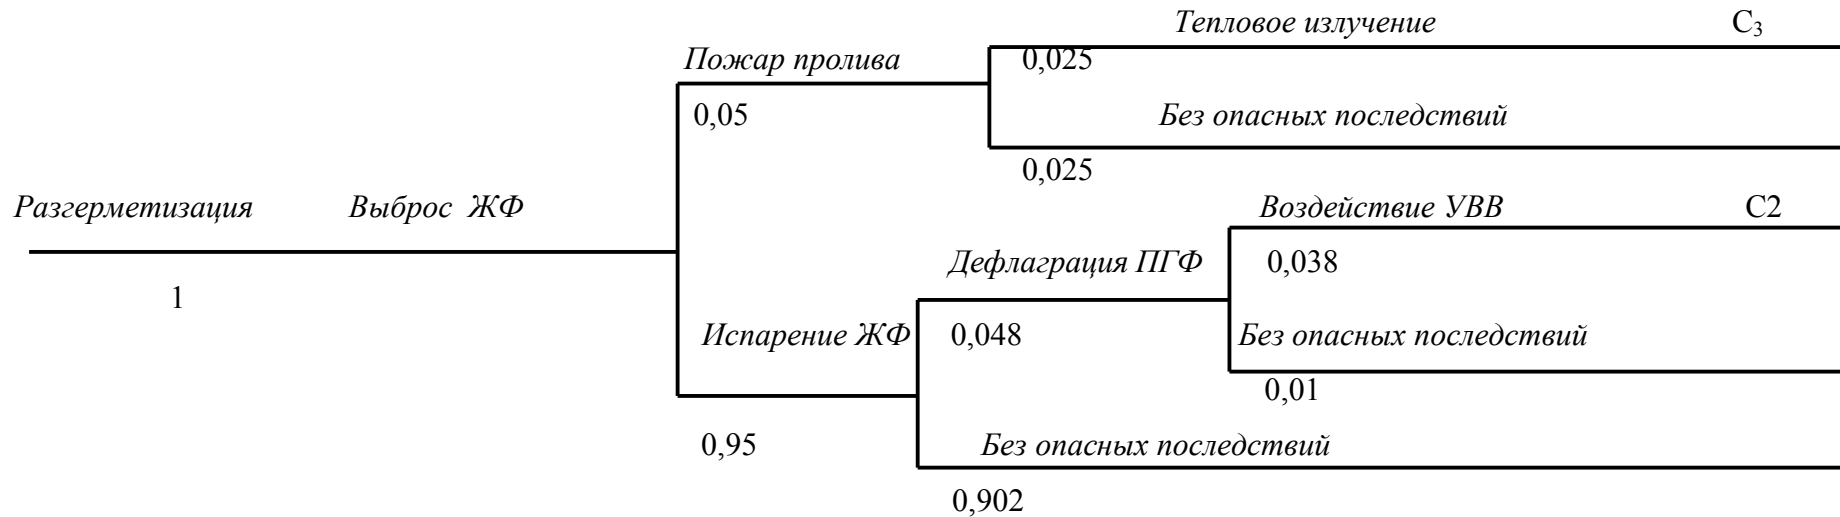 Тепловое излучение C₃
Пожар пролива 0,025
0,05 Без опасных последствий
0,025
Разгерметизация Выброс ЖФ Воздействие УВВ C2
Дефлаграция ПГФ 0,038
1
Испарение ЖФ 0,048 Без опасных последствий
0,01
0,95 Без опасных последствий
0,902